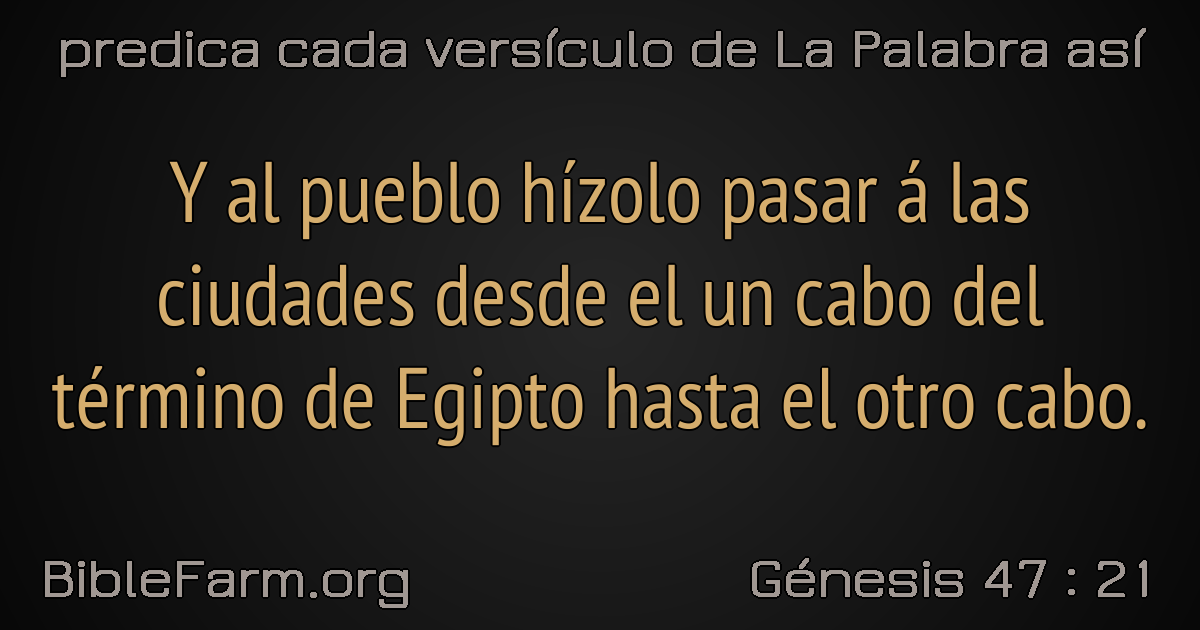 predica cada versículo de La Palabra así
Y al pueblo hízolo pasar á las
ciudades desde el un cabo del
término de Egipto hasta el otro cabo.
BibleFarm.org
Génesis 47 : 21